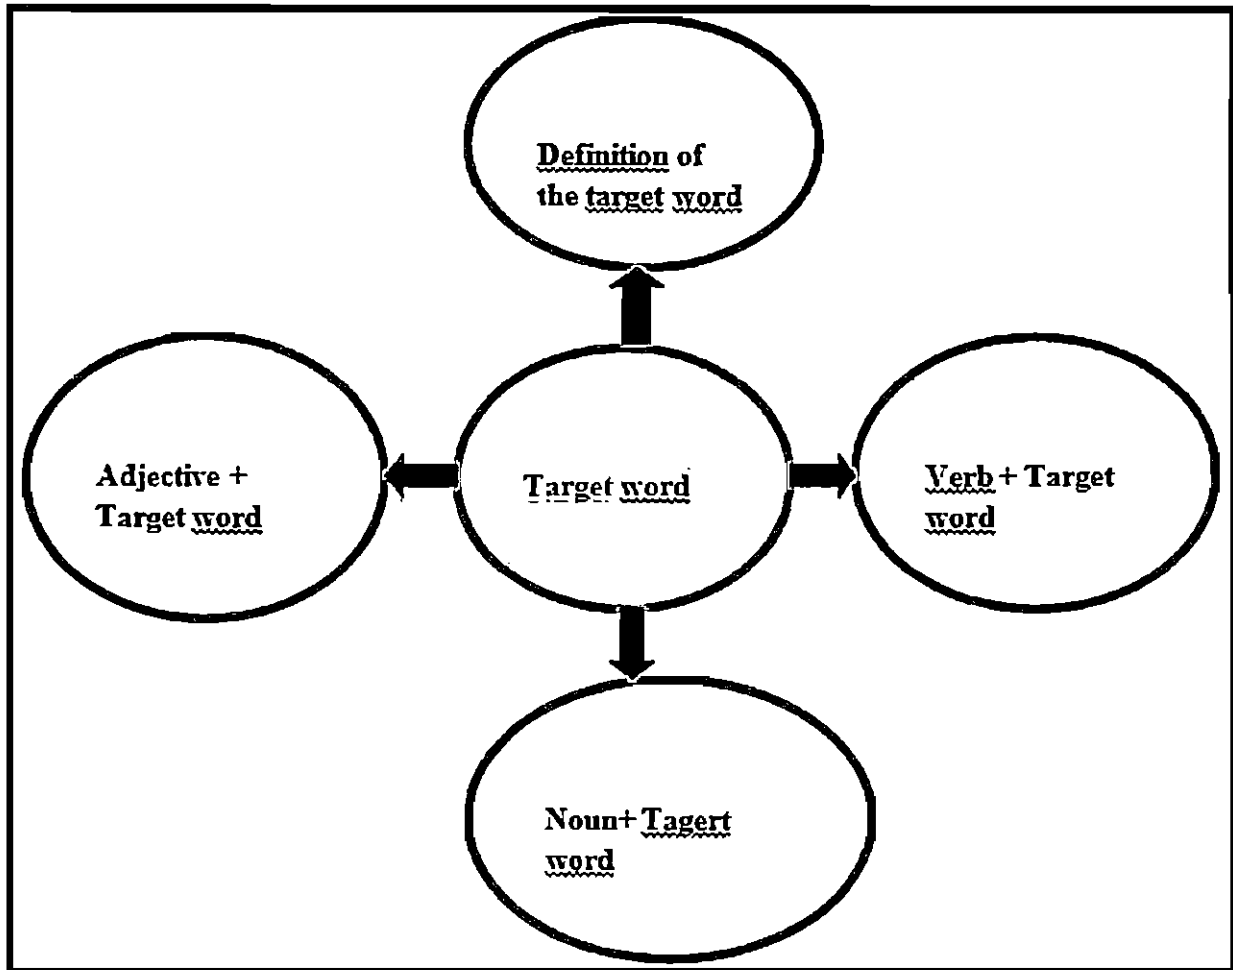 Definition of
the target word
Adjective +
Target word
Target word
Verb + Target
word
Noun+ Tagert
word